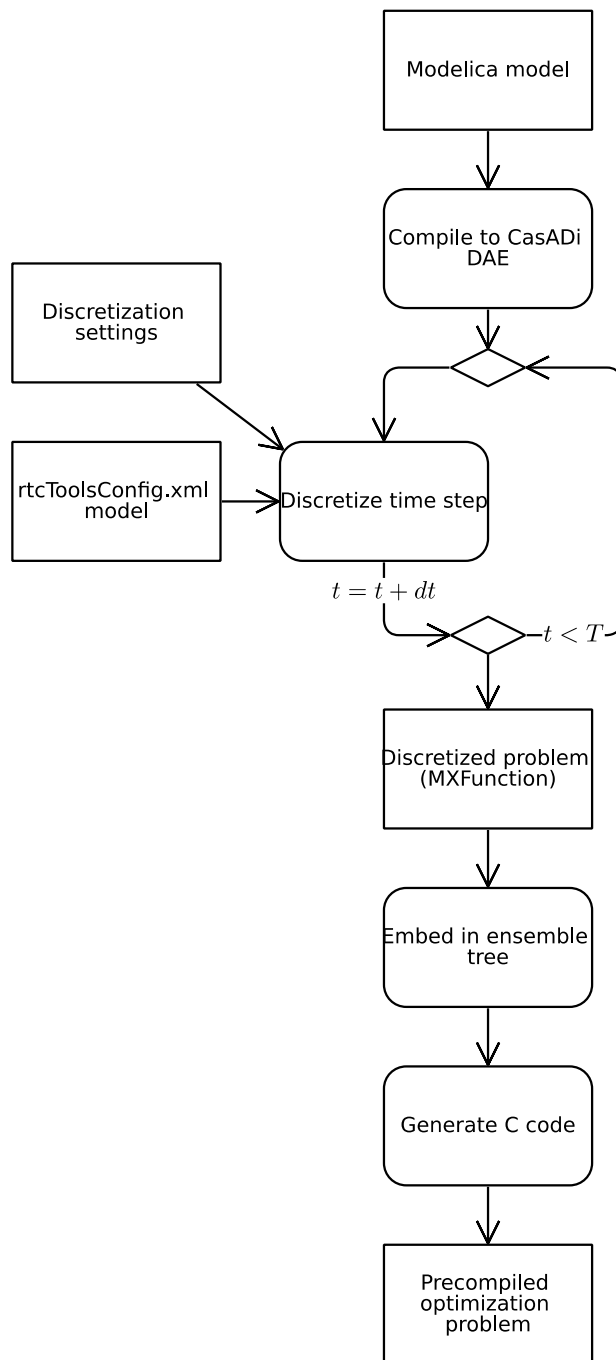 Modelica model
Compile to CasADi
DAE
Discretization
settings
rtcToolsConfig.xml
model
Discretize time step
t = t + dt
t < T
Discretized problem
(MXFunction)
Embed in ensemble
tree
Generate C code
Precompiled
optimization
problem